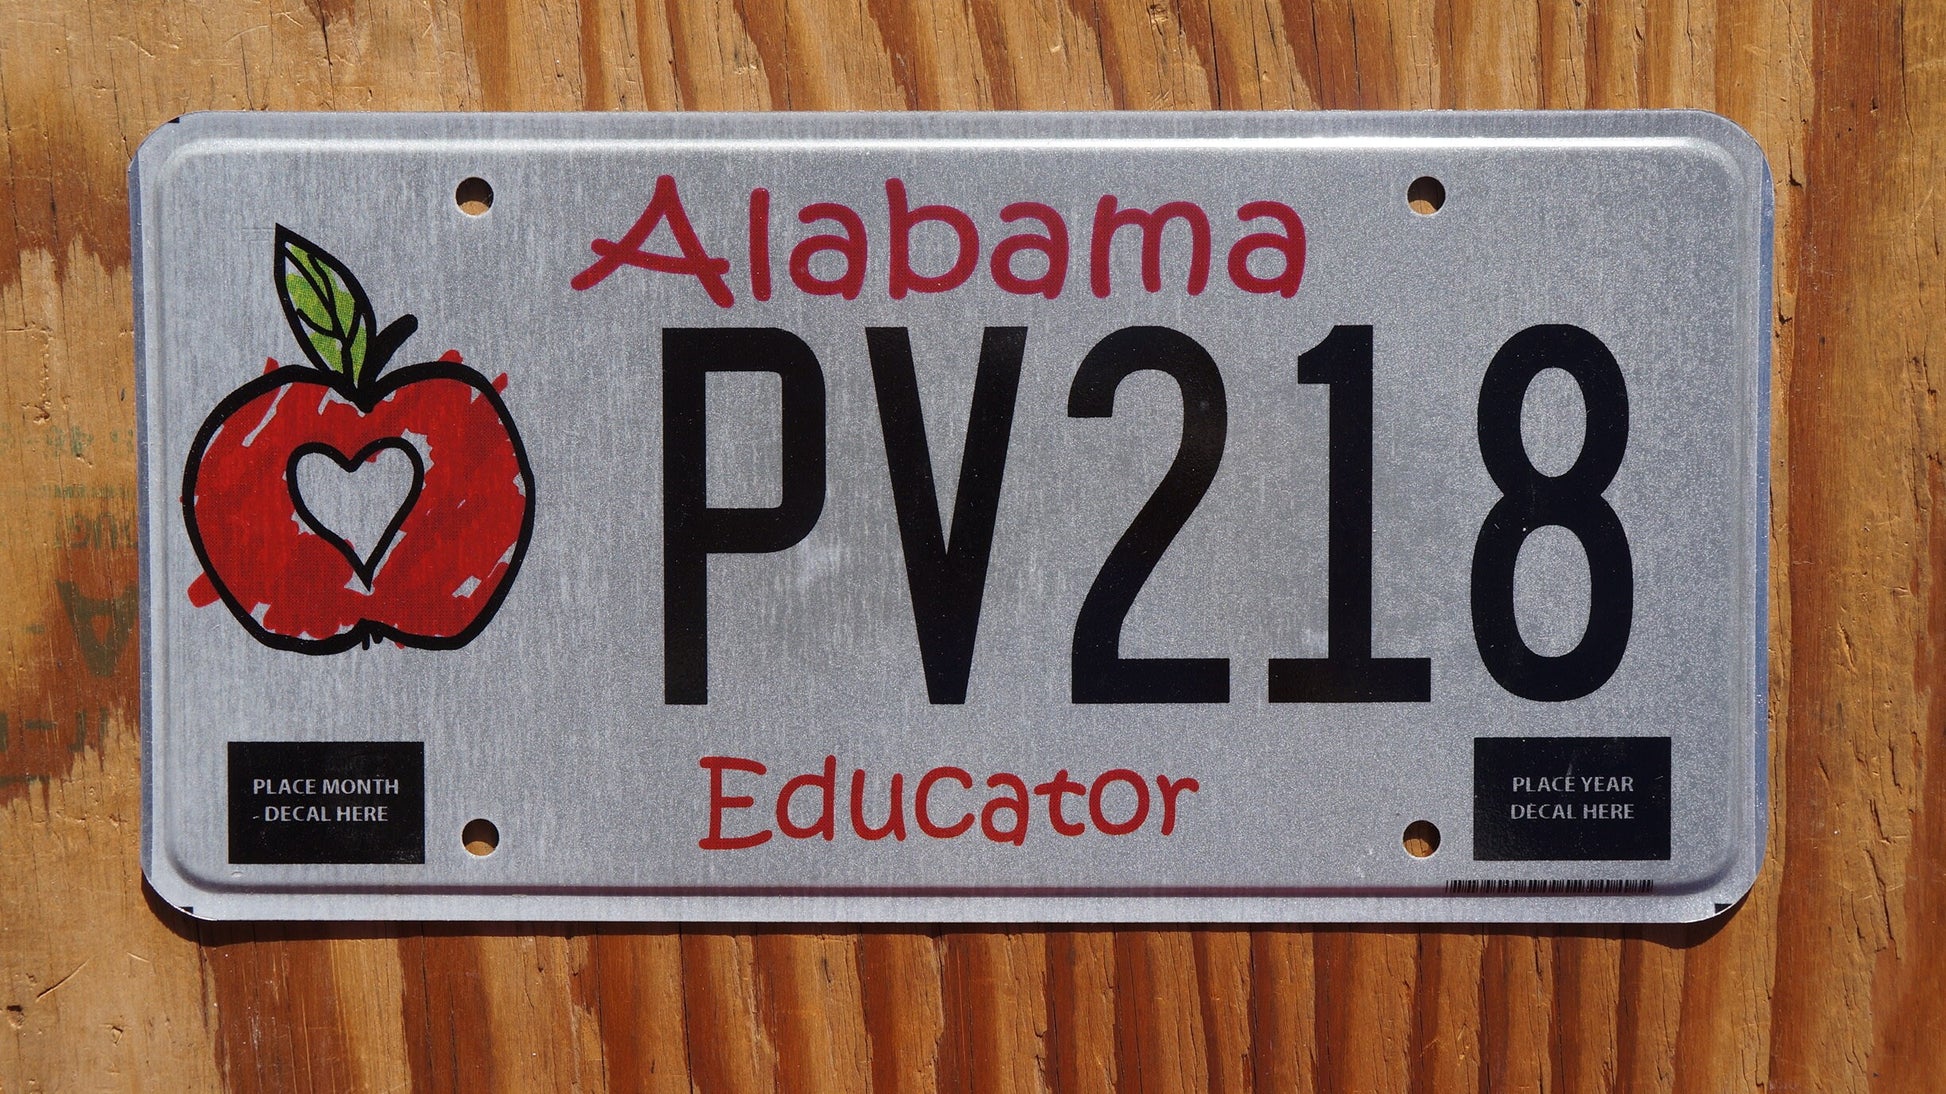 Alabama
PV218
Educator
PLACE MONTH
- DECAL HERE
PLACE YEAR
DECAL HERE